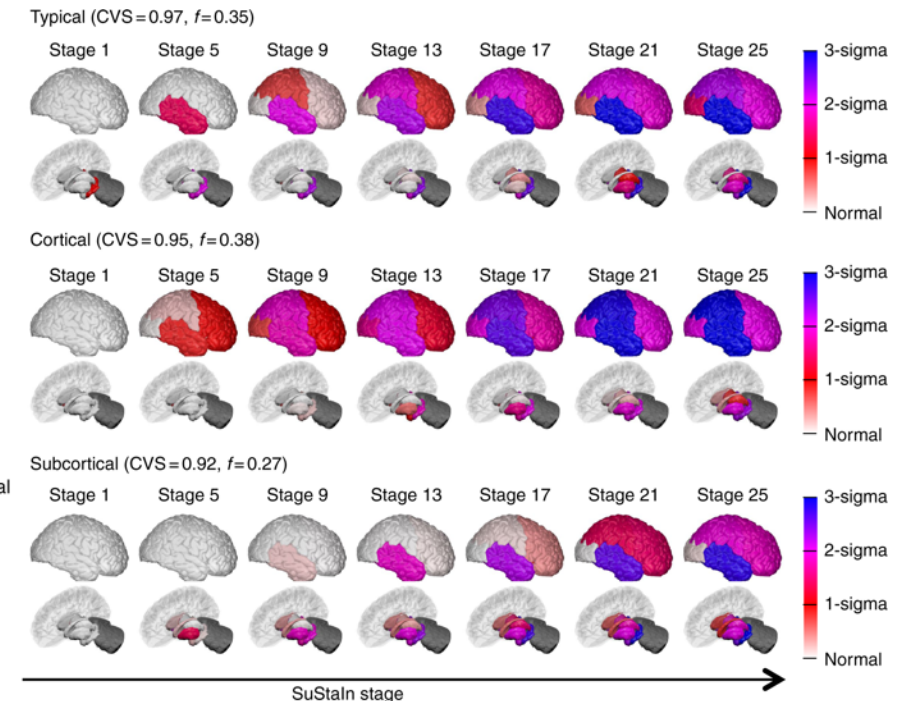 Typical (CVS=0.97, f=0.35)
Stage 1 Stage 5 Stage 9 Stage 13 Stage 17 Stage 21 Stage 25
3-sigma
2-sigma
1-sigma
Normal
Cortical (CVS=0.95, f=0.38)
Stage 1 Stage 5 Stage 9 Stage 13 Stage 17 Stage 21 Stage 25
3-sigma
2-sigma
1-sigma
Normal
Subcortical (CVS=0.92, f=0.27)
al
Stage 1 Stage 5 Stage 9 Stage 13 Stage 17 Stage 21 Stage 25
3-sigma
2-sigma
1-sigma
Normal
SuStaIn stage